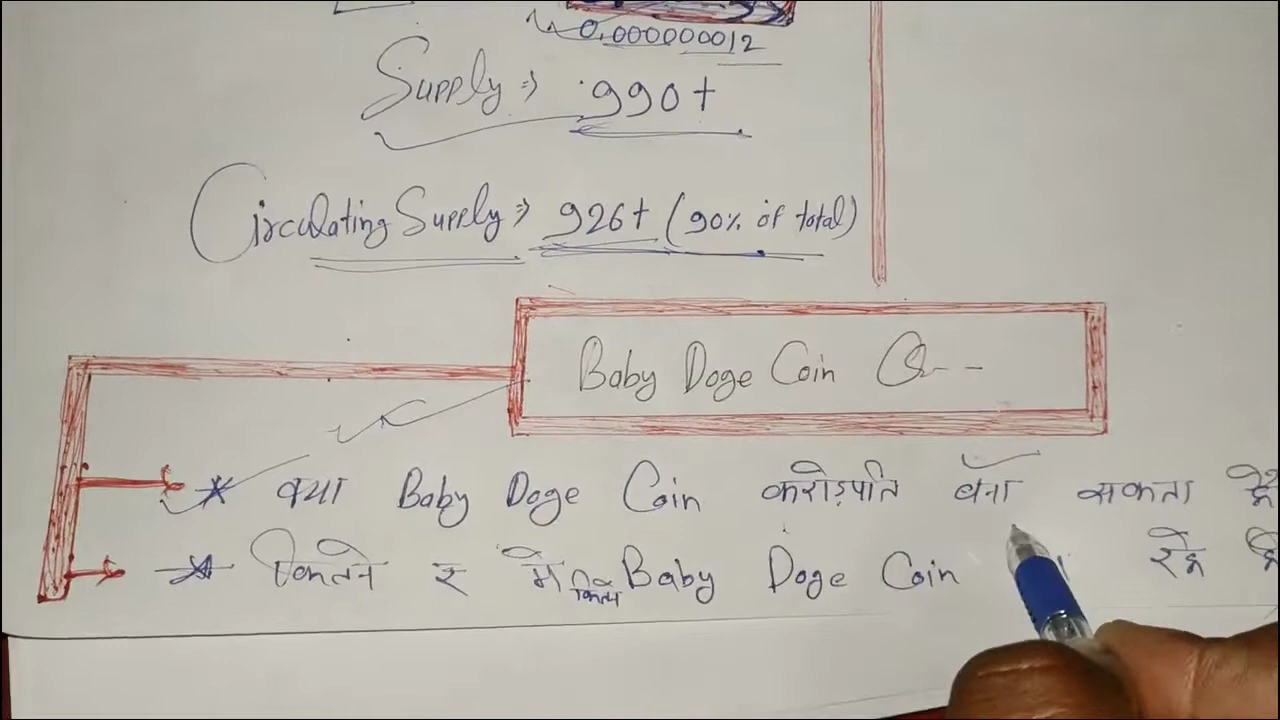 0.000000012
Supply ⇒ 990t
Circulating Supply ⇒ 926t (90% of total)
Baby Doge Coin Q--
* क्या Baby Doge Coin करोड़पति बना सकता है
* कितने रु में कितने Baby Doge Coin